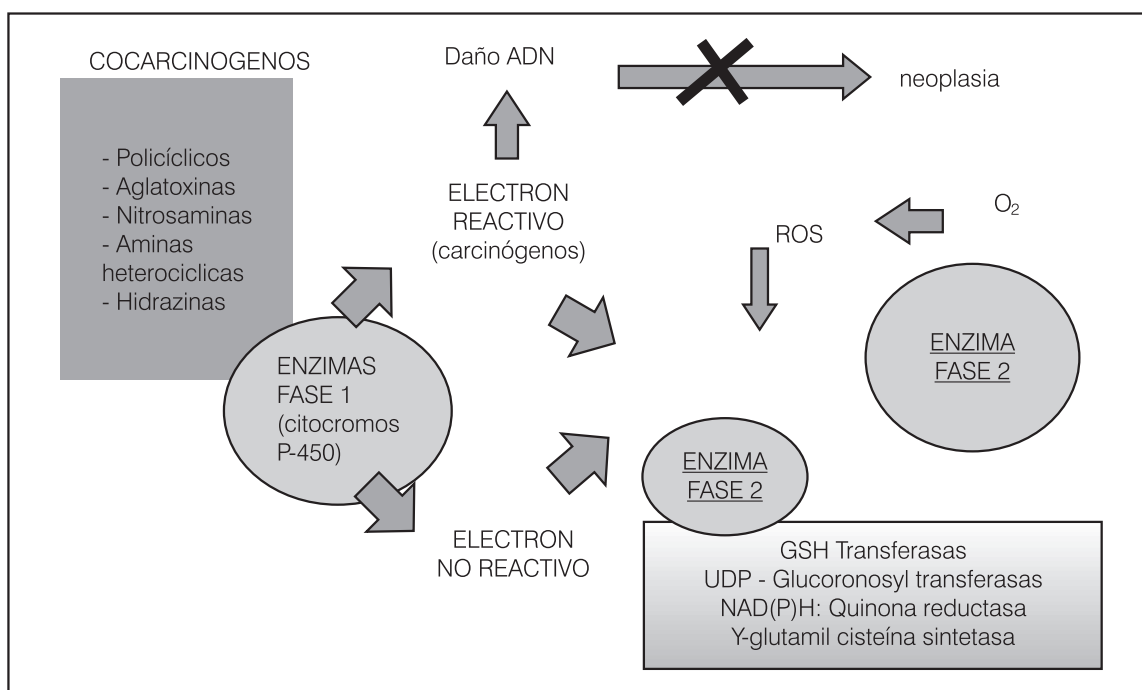 COCARCINOGENOS
- Policíclicos
- Aglatoxinas
- Nitrosaminas
- Aminas
heterociclicas
- Hidrazinas
ENZIMAS
FASE 1
(citocromos
P-450)
Daño ADN
neoplasia
ELECTRON
REACTIVO
(carcinógenos)
O₂
ROS
ENZIMA
FASE 2
ENZIMA
FASE 2
ELECTRON
NO REACTIVO
GSH Transferasas
UDP - Glucoronosyl transferasas
NAD(P)H: Quinona reductasa
Y-glutamil cisteína sintetasa